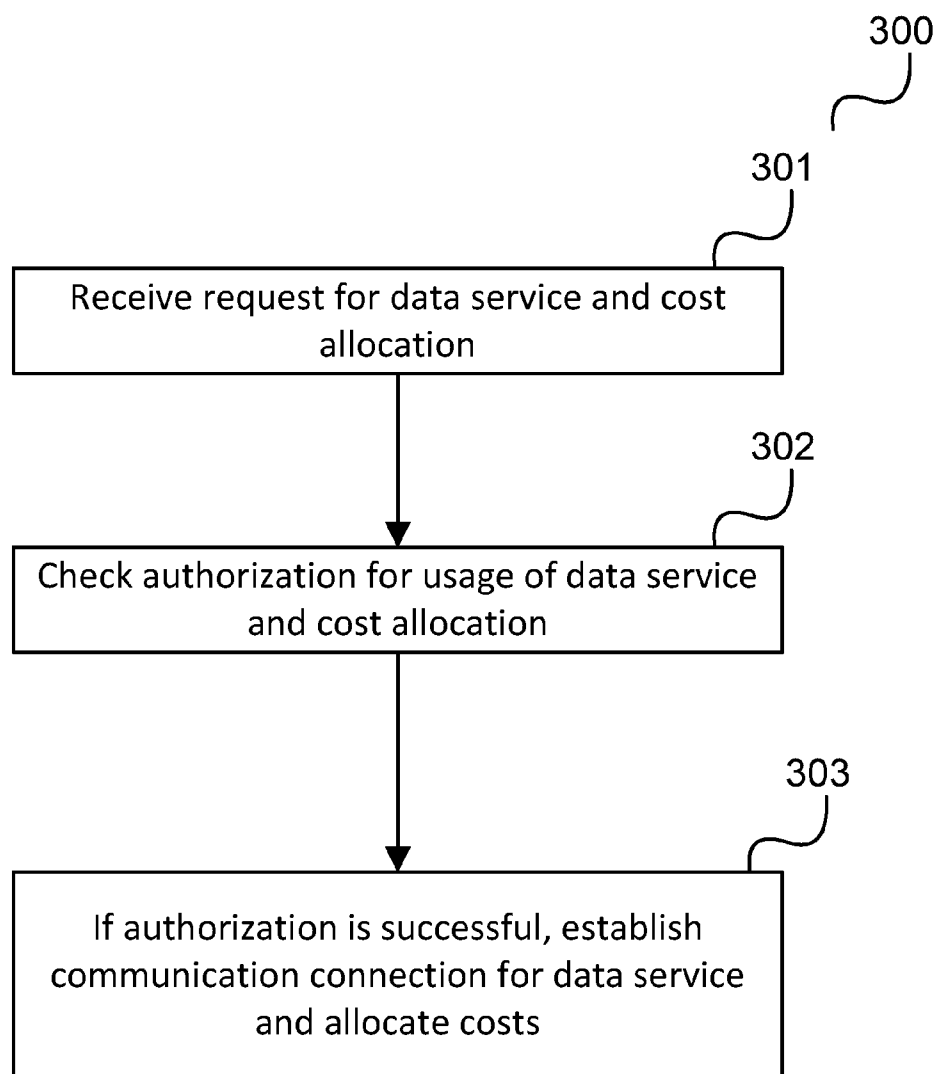 300
301
Receive request for data service and cost
allocation
302
Check authorization for usage of data service
and cost allocation
303
If authorization is successful, establish
communication connection for data service
and allocate costs